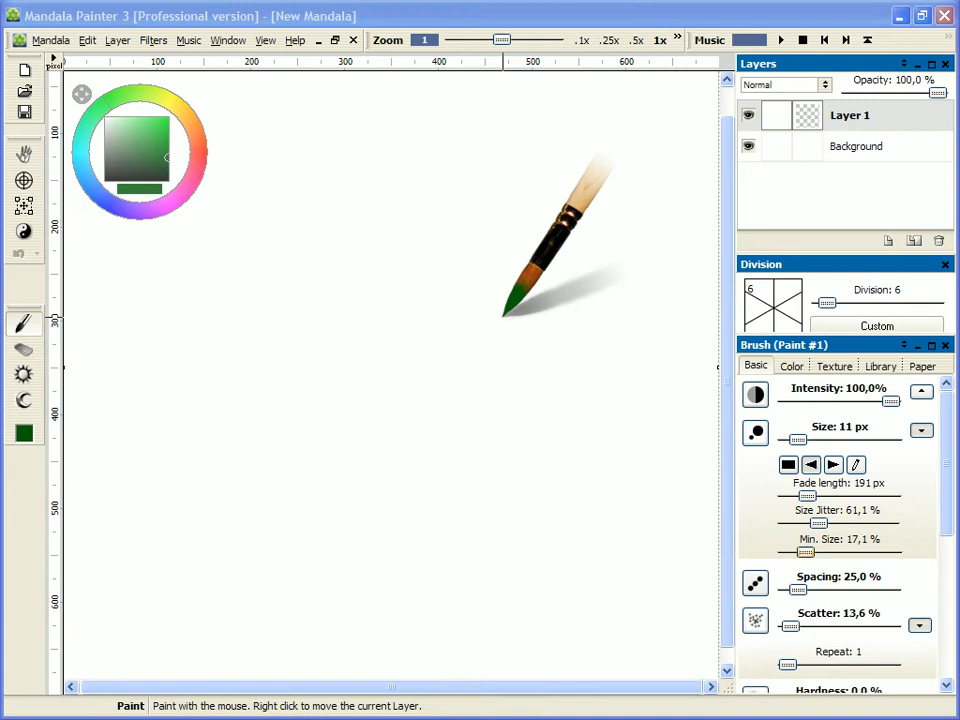 Mandala Painter 3 [Professional version] - [New Mandala]
Mandala Edit Layer Filters Music Window View Help
Zoom 1 .1x .25x .5x 1x »
Music
pixel 100 200 300 400 500 600
100
200
300
400
500
600
Layers
Normal
Opacity: 100,0 %
Layer 1
Background
Division
6
Division: 6
Custom
Brush (Paint #1)
Basic Color Texture Library Paper
Intensity: 100,0%
Size: 11 px
Fade length: 191 px
Size Jitter: 61,1 %
Min. Size: 17,1 %
Spacing: 25,0 %
Scatter: 13,6 %
Repeat: 1
Hardness: 0,0 %
Paint
Paint with the mouse. Right click to move the current Layer.